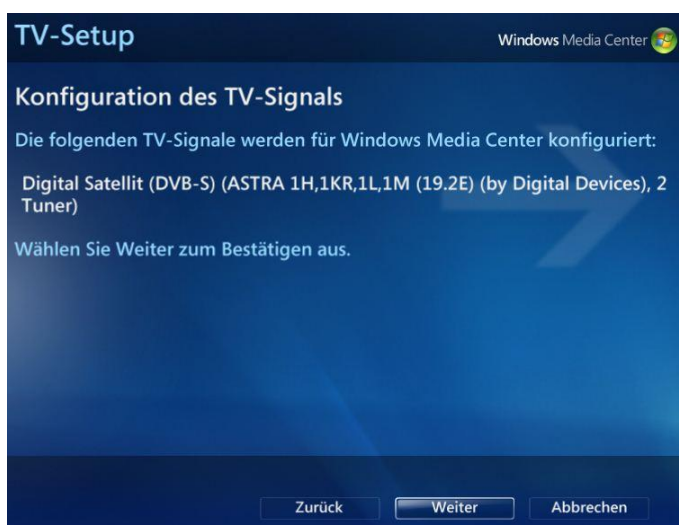 TV-Setup
Windows Media Center
Konfiguration des TV-Signals
Die folgenden TV-Signale werden für Windows Media Center konfiguriert:
Digital Satellit (DVB-S) (ASTRA 1H,1KR,1L,1M (19.2E) (by Digital Devices), 2
Tuner)
Wählen Sie Weiter zum Bestätigen aus.
Zurück
Weiter
Abbrechen